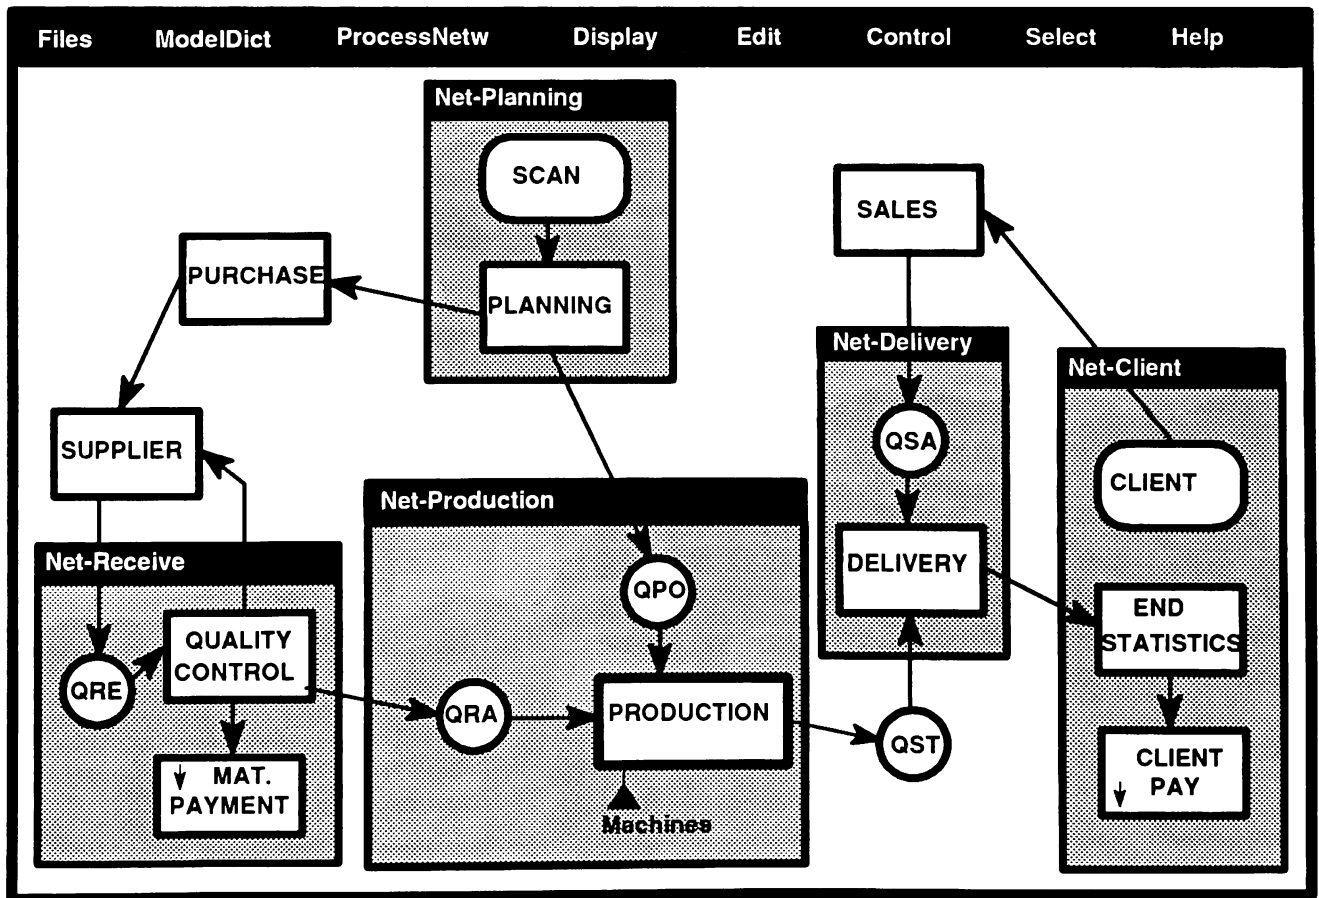 Files ModelDict ProcessNetw Display Edit Control Select Help
Net-Planning
SCAN
PLANNING
PURCHASE
SUPPLIER
SALES
Net-Delivery
QSA
DELIVERY
Net-Client
CLIENT
END
STATISTICS
CLIENT
PAY
Net-Receive
QRE
QUALITY
CONTROL
MAT.
PAYMENT
Net-Production
QPO
QRA
PRODUCTION
Machines
QST